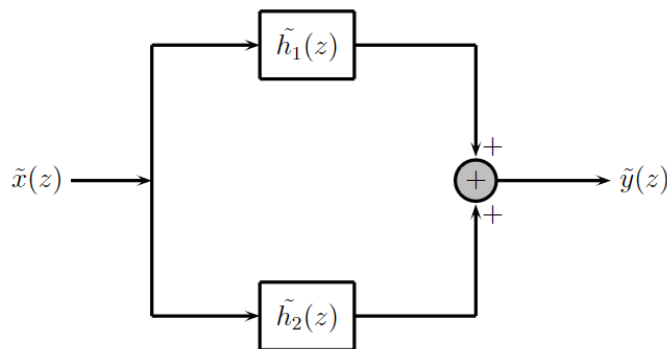 h̃₁(z)
+
x̃(z)
+
ỹ(z)
+
h̃₂(z)